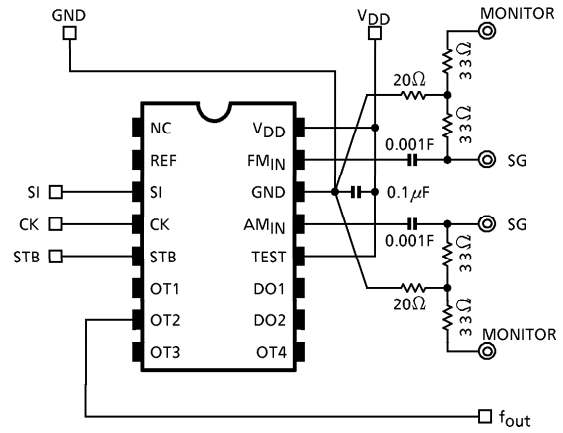 GND
VDD
MONITOR
33Ω
20Ω
33Ω
NC
VDD
0.001F
REF
FMIN
SG
SI
SI
GND
0.1μF
CK
CK
AMIN
SG
0.001F
STB
STB
TEST
33Ω
OT1
DO1
20Ω
33Ω
OT2
DO2
MONITOR
OT3
OT4
fout